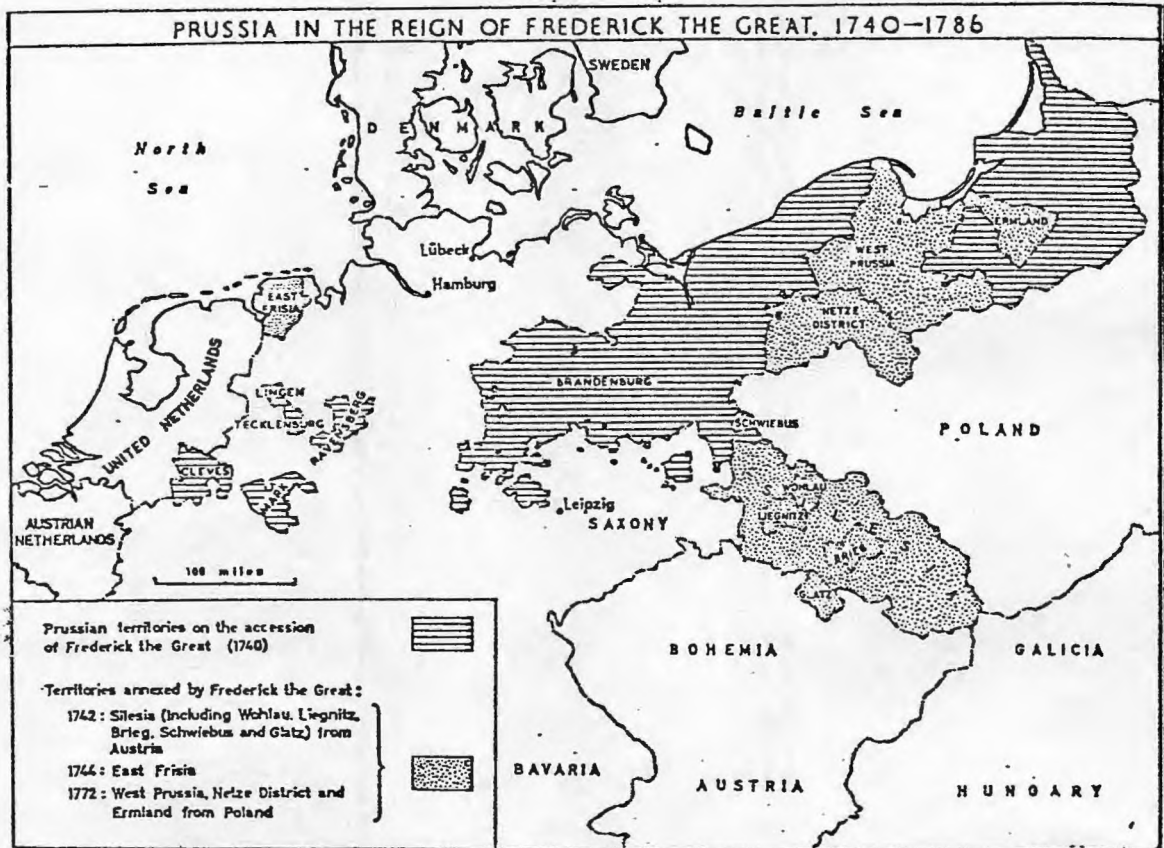 PRUSSIA IN THE REIGN OF FREDERICK THE GREAT, 1740—1786
SWEDEN
Baltic Sea
DENMARK
North
Sea
ERMLAND
Lübeck
WEST
PRUSSIA
Hamburg
EAST
FRISIA
NETZE
DISTRICT
UNITED NETHERLANDS
BRANDENBURG
LINGEN
TECKLENBURG
RAVENSBERG
SCHWIEBUS
POLAND
CLEVES
MARK
WOHLAU
Leipzig
LIEGNITZ
SILESIA
SAXONY
BRIEG
AUSTRIAN
NETHERLANDS
100 miles
GLATZ
Prussian territories on the accession
of Frederick the Great (1740)
BOHEMIA
GALICIA
Territories annexed by Frederick the Great:
1742: Silesia (Including Wohlau, Liegnitz,
Brieg, Schwiebus and Glatz) from
Austria
1744: East Frisia
1772: West Prussia, Netze District and
Ermland from Poland
BAVARIA
AUSTRIA
HUNGARY